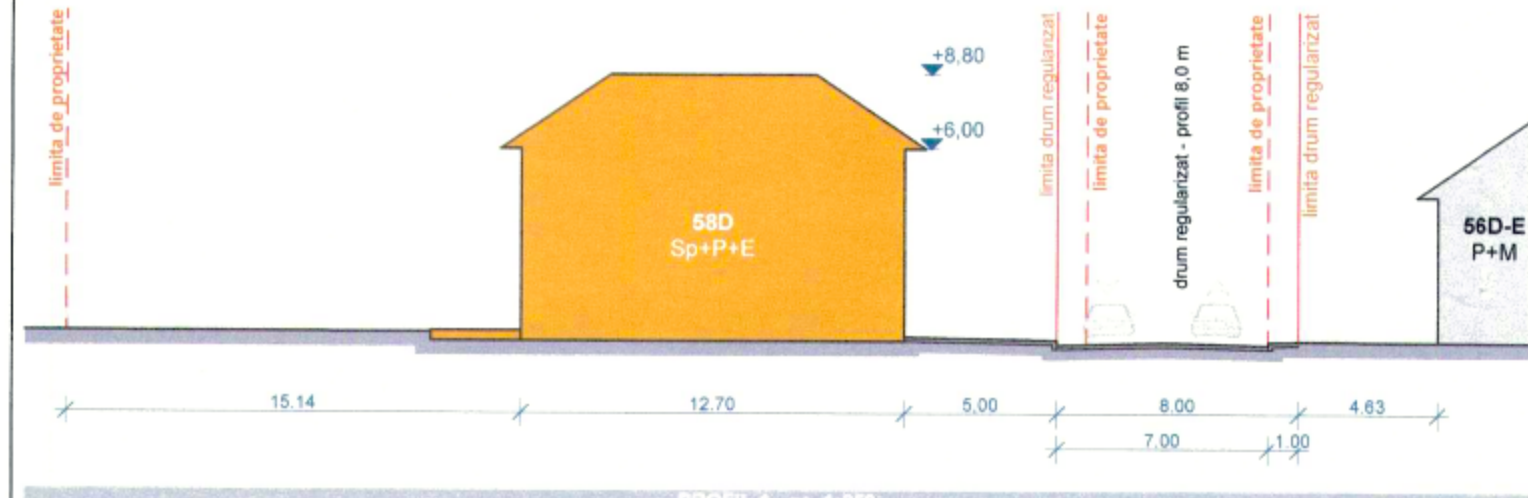 limita de proprietate
58D
Sp+P+E
+8,80
+6,00
limita drum regularizat
limita de proprietate
drum regularizat - profil 8,0 m
limita de proprietate
limita drum regularizat
56D-E
P+M
15.14
12.70
5,00
8.00
4.63
7.00
1.00